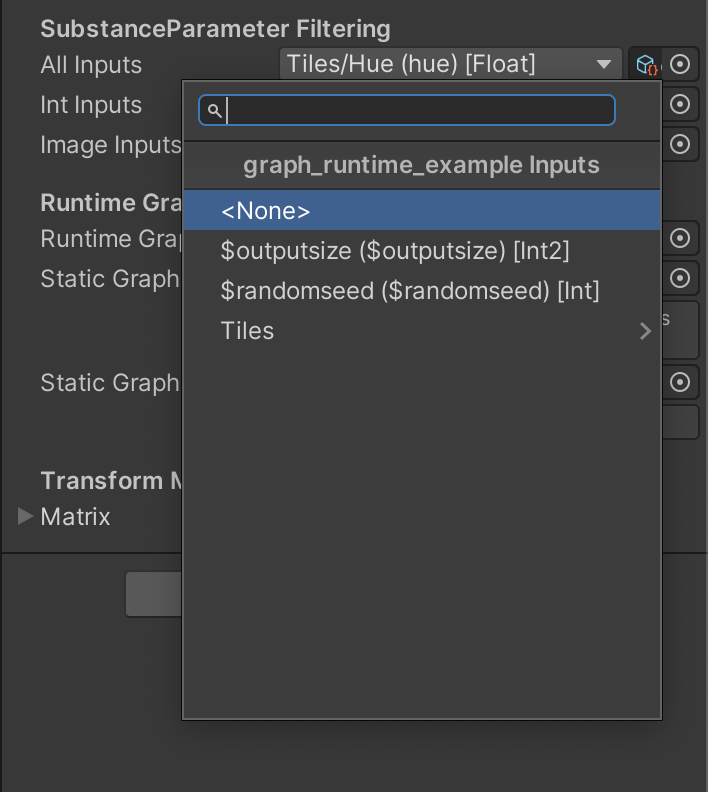 SubstanceParameter Filtering
All Inputs
Tiles/Hue (hue) [Float]
Int Inputs
Image Inputs
graph_runtime_example Inputs
Runtime Gra
<None>
Runtime Grap
$outputsize ($outputsize) [Int2]
Static Graph
$randomseed ($randomseed) [Int]
s
Tiles
Static Graph
Transform M
Matrix